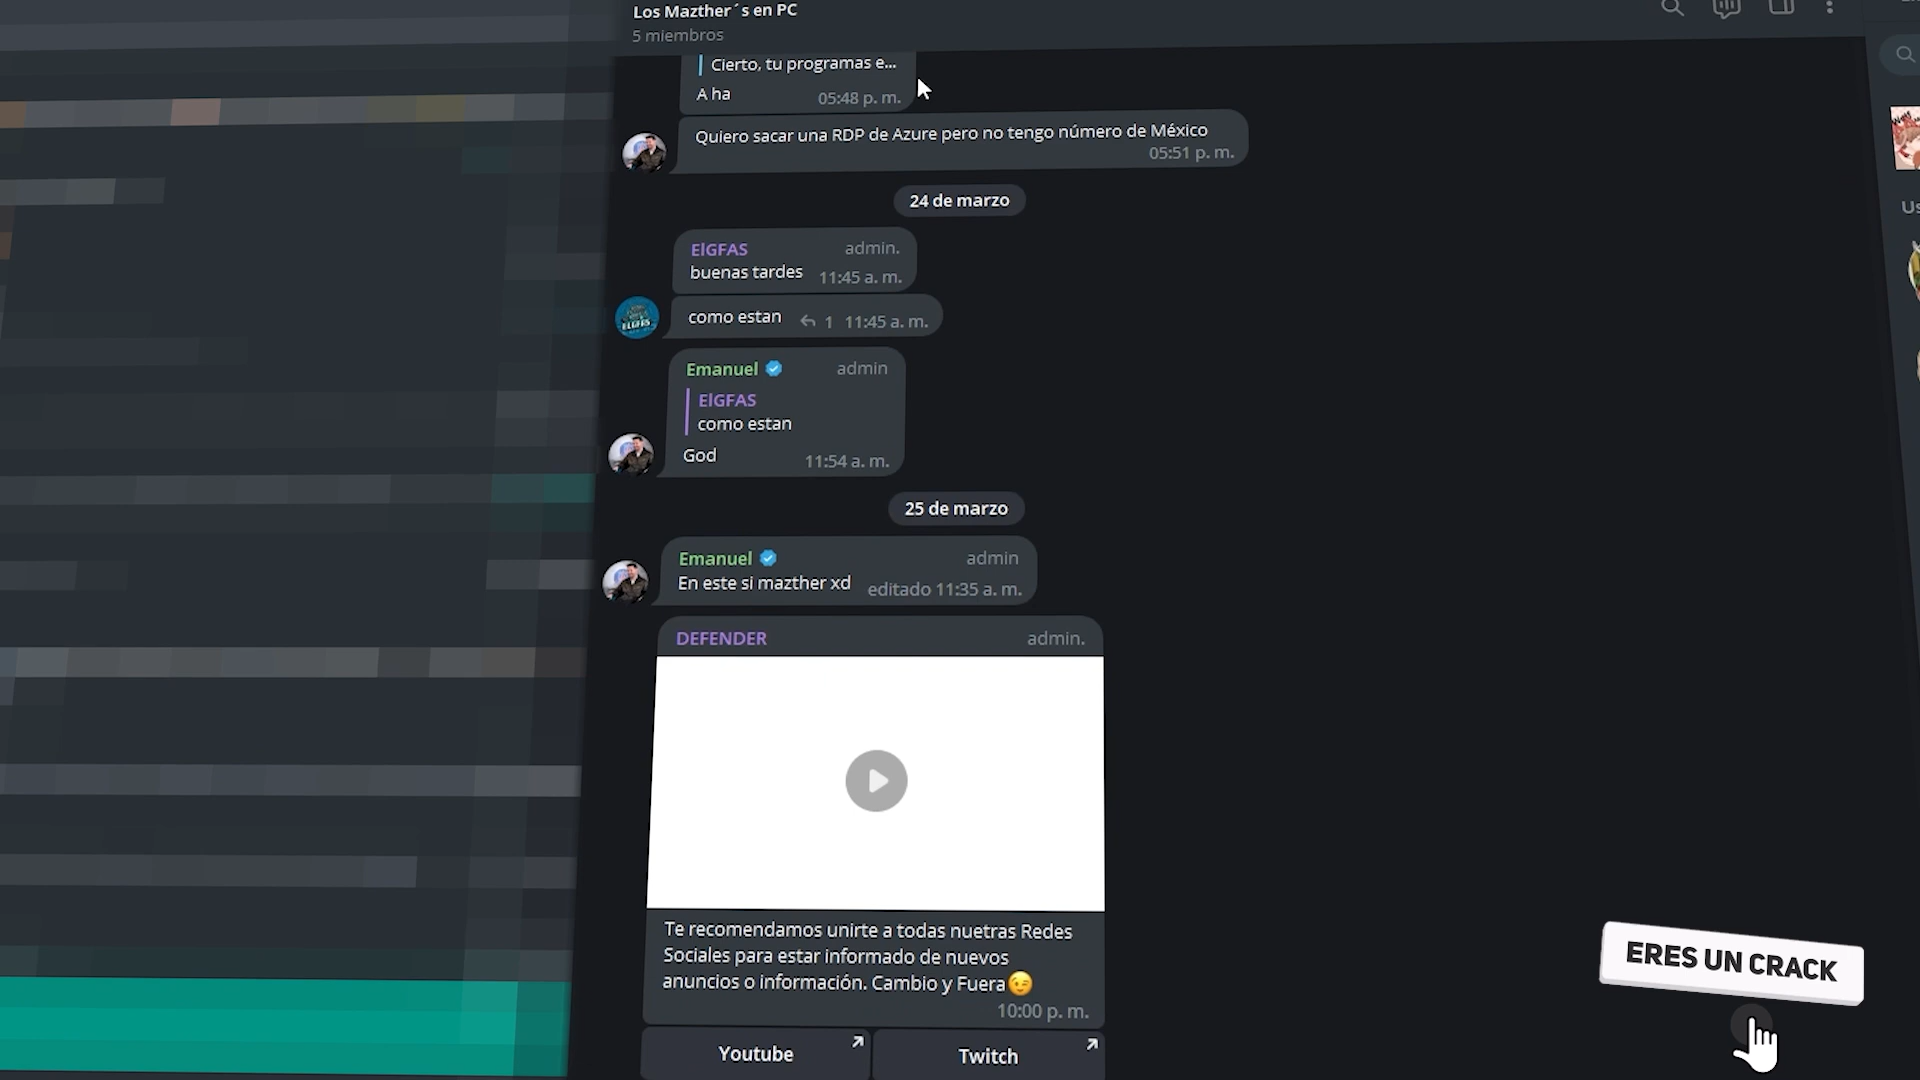 Los Mazther´s en PC
5 miembros
Cierto, tu programas e...
A ha 05:48 p. m.
Quiero sacar una RDP de Azure pero no tengo número de México
05:51 p. m.
24 de marzo
ElGFAS admin.
buenas tardes 11:45 a. m.
como estan 1 11:45 a. m.
Emanuel admin
ElGFAS
como estan
God 11:54 a. m.
25 de marzo
Emanuel admin
En este si mazther xd editado 11:35 a. m.
DEFENDER admin.
Te recomendamos unirte a todas nuetras Redes
Sociales para estar informado de nuevos
anuncios o información. Cambio y Fuera😉
10:00 p. m.
Youtube
Twitch
ERES UN CRACK